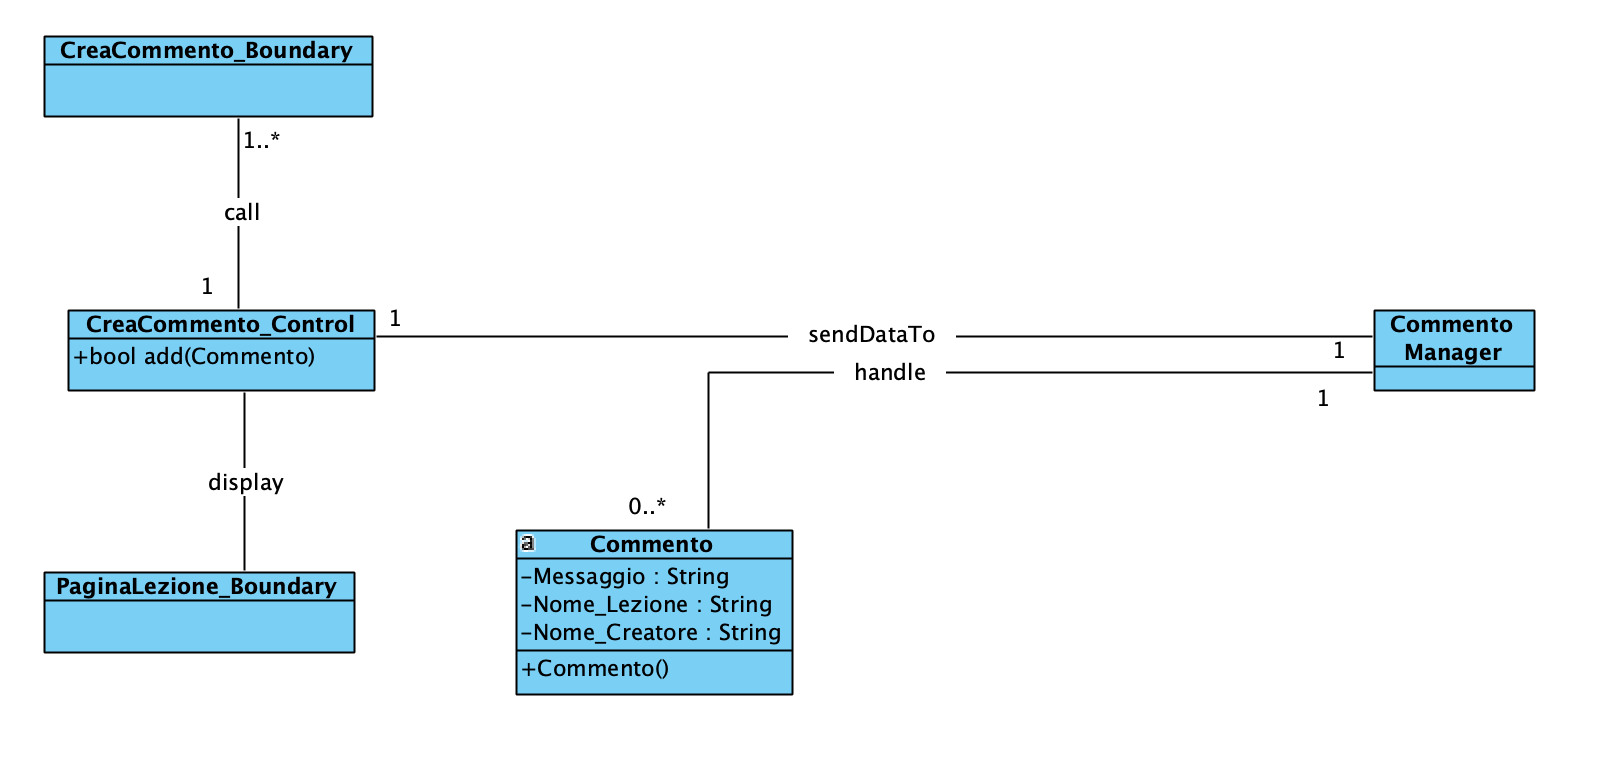 CreaCommento_Boundary
1..*
call
1
CreaCommento_Control
+bool add(Commento)
1
sendDataTo
1
Commento
Manager
handle
1
display
0..*
PaginaLezione_Boundary
a
Commento
-Messaggio : String
-Nome_Lezione : String
-Nome_Creatore : String
+Commento()